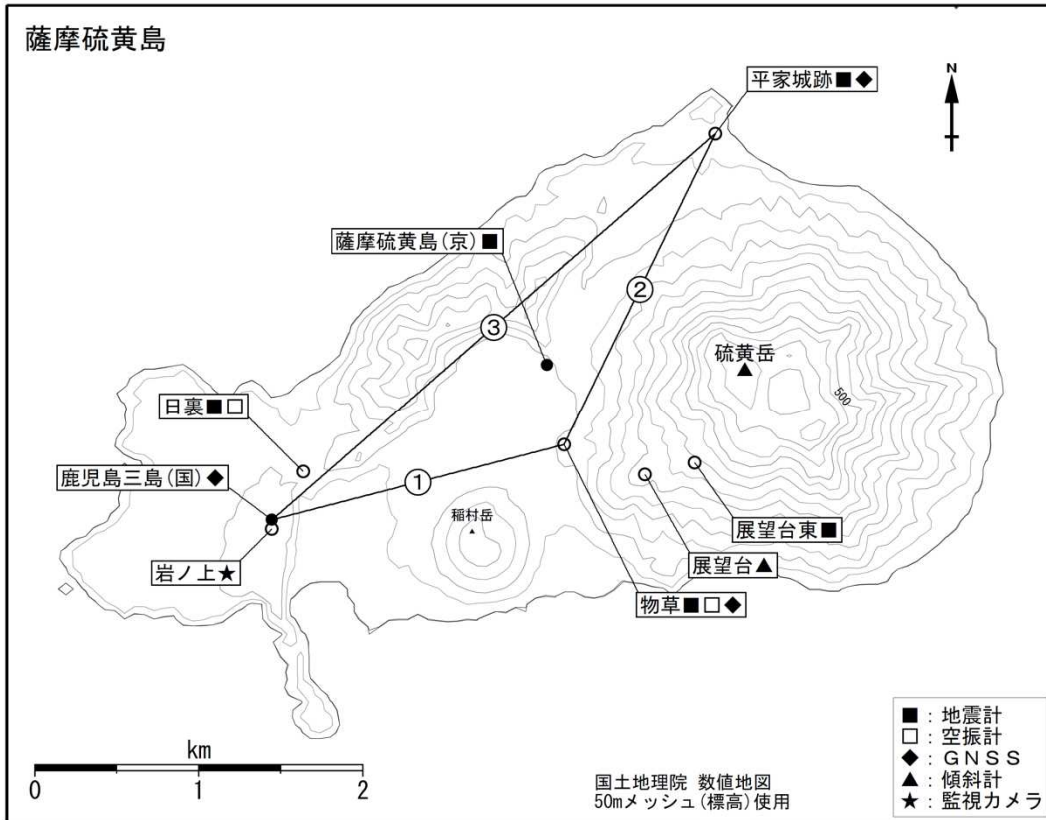 薩摩硫黄島
平家城跡■◆
N
薩摩硫黄島(京)■
②
③
硫黄岳
500
日裏■□
鹿児島三島(国)◆
①
稲村岳
展望台東■
岩ノ上★
展望台▲
物草■□◆
km
0 1 2
国土地理院 数値地図
50mメッシュ(標高)使用
■:地震計
□:空振計
◆:GNSS
▲:傾斜計
★:監視カメラ